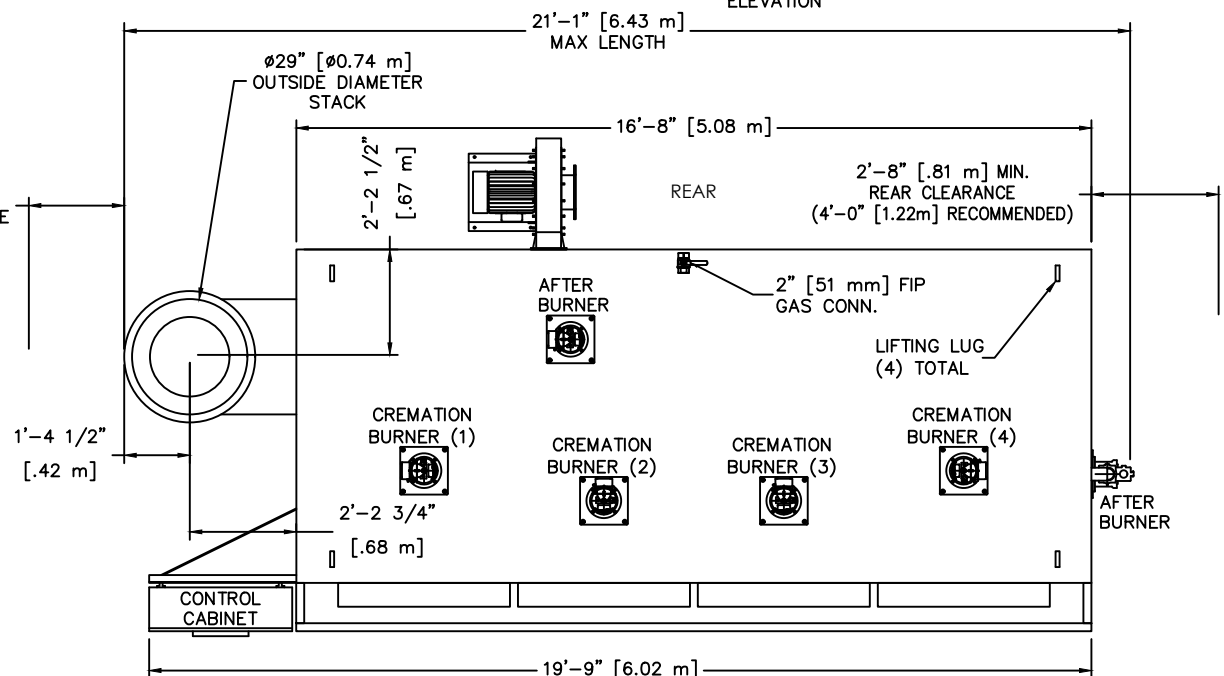 ELEVATION
21'-1" [6.43 m]
MAX LENGTH
ø29" [ø0.74 m]
OUTSIDE DIAMETER
STACK
16'-8" [5.08 m]
2'-2 1/2"
[.67 m]
REAR
2'-8" [.81 m] MIN.
REAR CLEARANCE
(4'-0" [1.22m] RECOMMENDED)
E
AFTER
BURNER
2" [51 mm] FIP
GAS CONN.
LIFTING LUG
(4) TOTAL
1'-4 1/2"
[.42 m]
CREMATION
BURNER (1)
CREMATION
BURNER (2)
CREMATION
BURNER (3)
CREMATION
BURNER (4)
AFTER
BURNER
2'-2 3/4"
[.68 m]
CONTROL
CABINET
19'-9" [6.02 m]